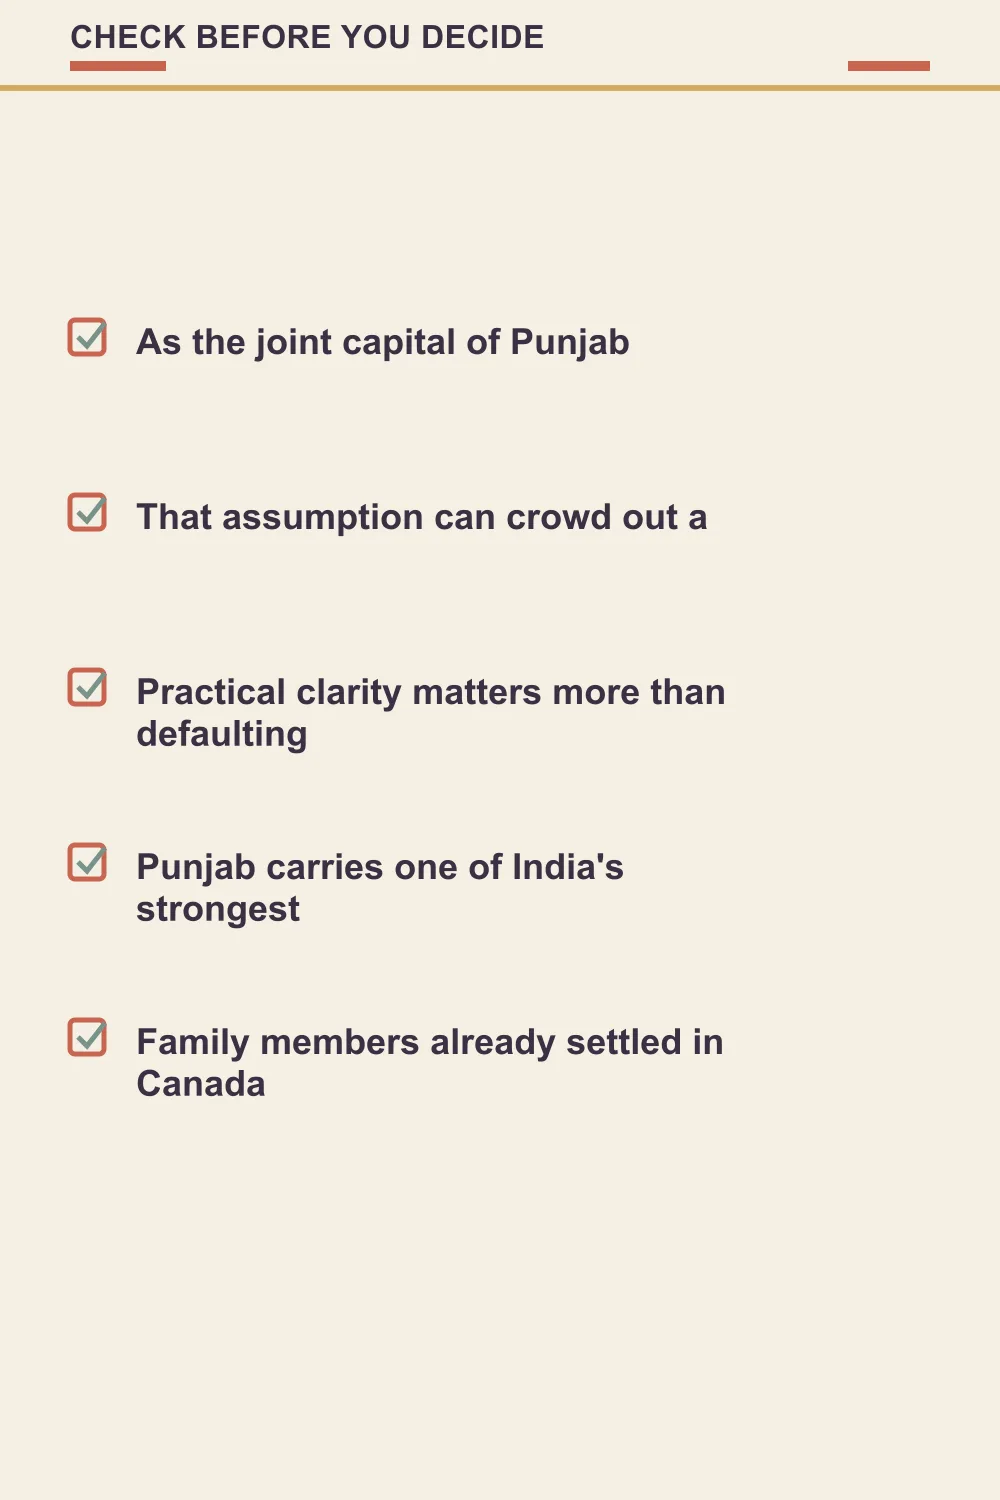 CHECK BEFORE YOU DECIDE
As the joint capital of Punjab
That assumption can crowd out a
Practical clarity matters more than
defaulting
Punjab carries one of India's
strongest
Family members already settled in
Canada